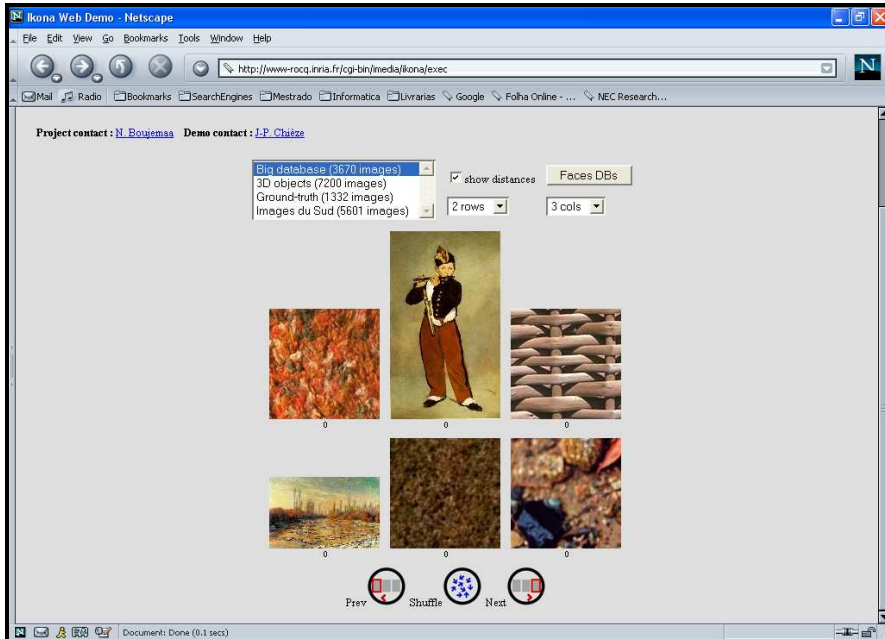 Ikona Web Demo - Netscape
File Edit View Go Bookmarks Tools Window Help
http://www-rocq.inria.fr/cgi-bin/imedia/ikona/exec
N
Mail Radio Bookmarks SearchEngines Mestrado Informatica Livrarias Google Folha Online - ... NEC Research...
Project contact : N. Boujemaa Demo contact : J-P. Chièze
Big database (3670 images)
3D objects (7200 images)
Ground-truth (1332 images)
Images du Sud (5601 images)
show distances
Faces DBs
2 rows
3 cols
0 0 0
0 0 0
Prev Shuffle Next
Document: Done (0.1 secs)